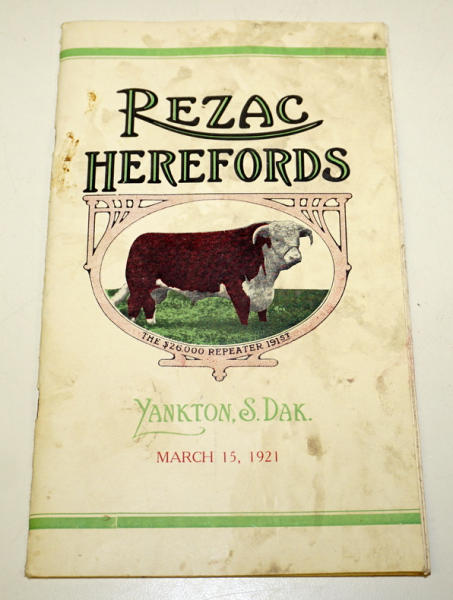 REZAC
HEREFORDS
THE $26,000 REPEATER 191ST
YANKTON, S. DAK.
MARCH 15, 1921